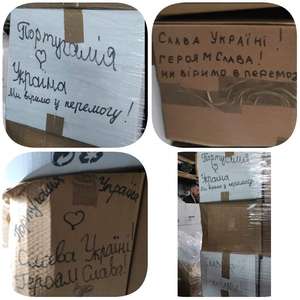 Португалія
Україна
Ми віримо у перемогу!
Слава Україні!
Героям Слава!
Ми віримо в перемо
Португалія
Україна
Слава Україні!
Героям Слава!
Португалія
Україна
Ми віримо у перемогу